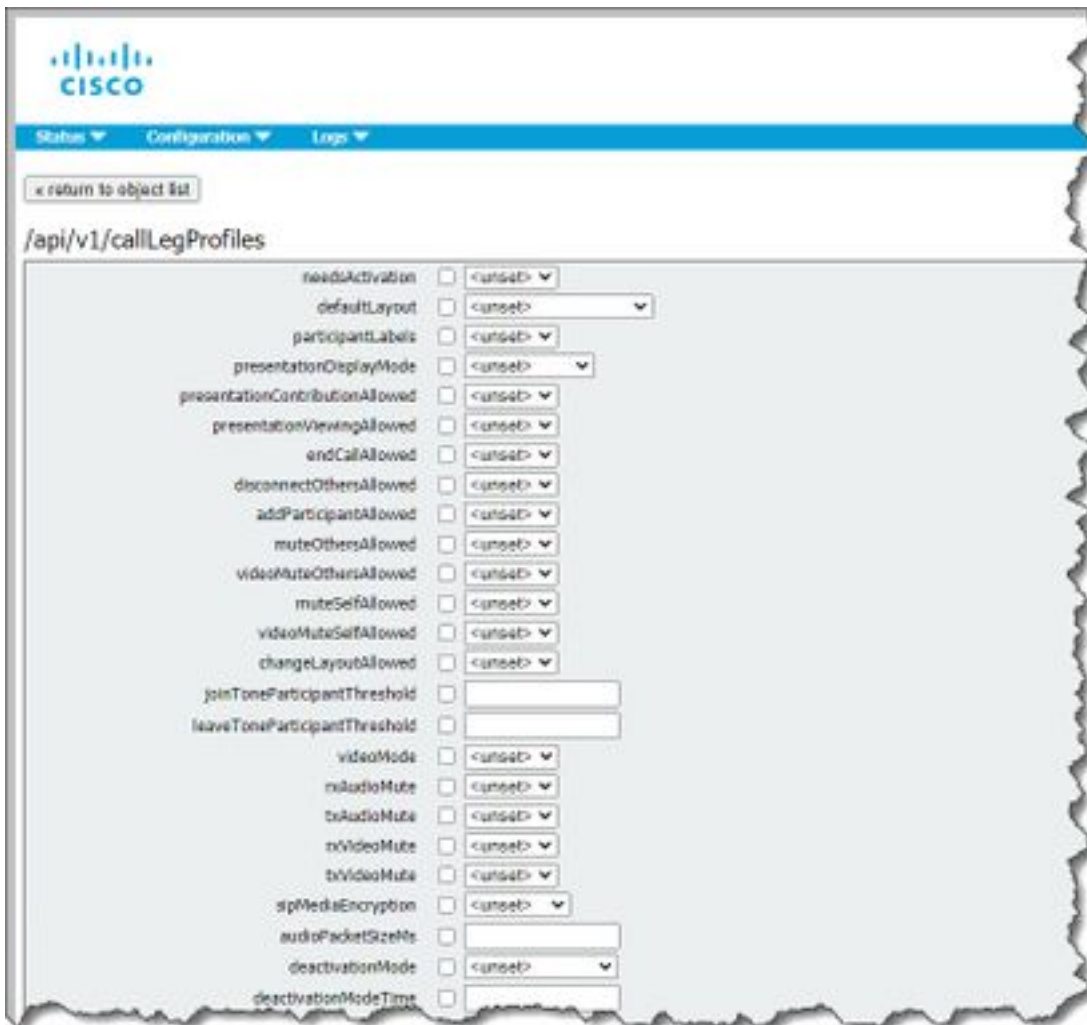 CISCO
Status Configuration Logs
« return to object list
/api/v1/callLegProfiles
needsActivation <unset>
defaultLayout <unset>
participantLabels <unset>
presentationDisplayMode <unset>
presentationContributionAllowed <unset>
presentationViewingAllowed <unset>
endCallAllowed <unset>
disconnectOthersAllowed <unset>
addParticipantAllowed <unset>
muteOthersAllowed <unset>
videoMuteOthersAllowed <unset>
muteSelfAllowed <unset>
videoMuteSelfAllowed <unset>
changeLayoutAllowed <unset>
joinToneParticipantThreshold
leaveToneParticipantThreshold
videoMode <unset>
rxAudioMute <unset>
txAudioMute <unset>
rxVideoMute <unset>
txVideoMute <unset>
sipMediaEncryption <unset>
audioPacketSizeMs
deactivationMode <unset>
deactivationModeTime